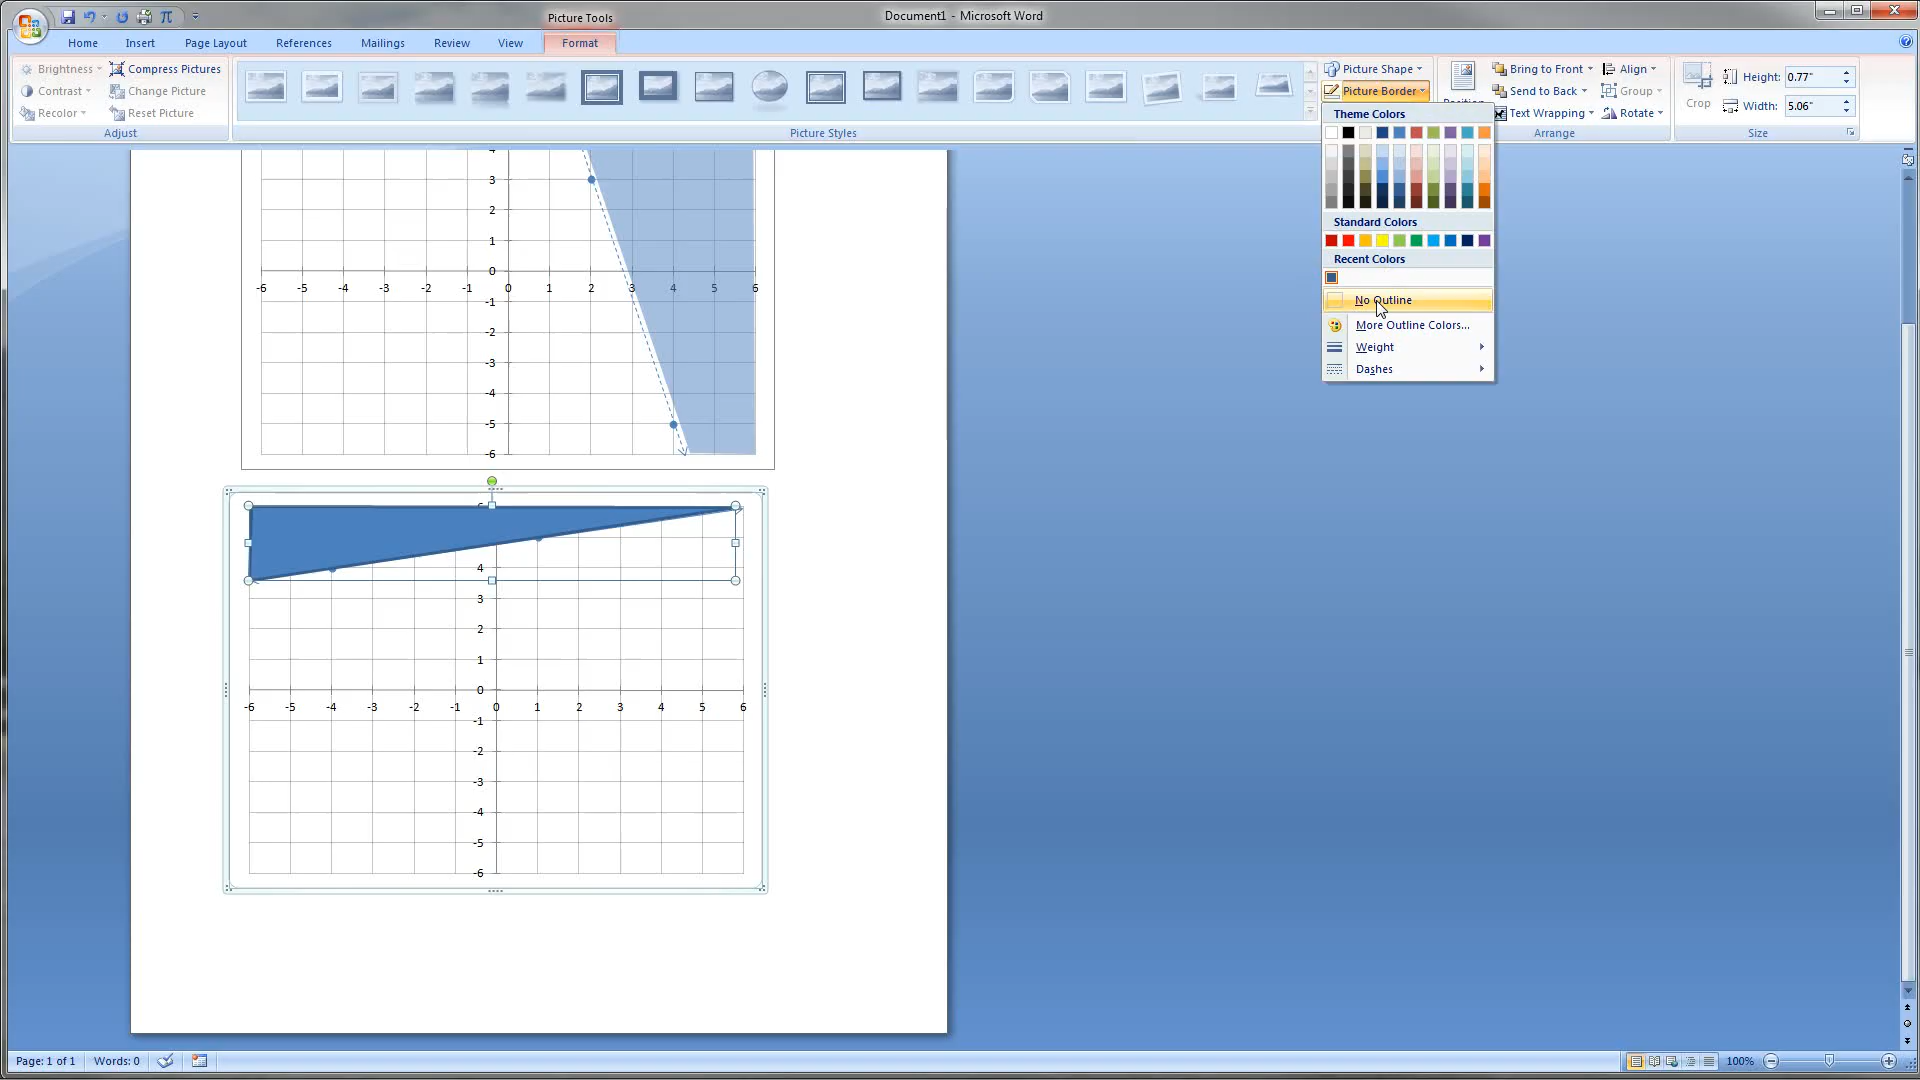 Picture Tools
Document1 - Microsoft Word
Home Insert Page Layout References Mailings Review View Format
Brightness Compress Pictures
Contrast Change Picture
Recolor Reset Picture
Adjust
Picture Styles
Picture Shape
Picture Border
Bring to Front Align
Send to Back Group
Text Wrapping Rotate
Arrange
Crop
Height: 0.77"
Width: 5.06"
Size
Theme Colors
Standard Colors
Recent Colors
No Outline
More Outline Colors...
Weight
Dashes
4
3
2
1
0
-6 -5 -4 -3 -2 -1 0 1 2 3 4 5 6
-1
-2
-3
-4
-5
-6
4
3
2
1
0
-6 -5 -4 -3 -2 -1 0 1 2 3 4 5 6
-1
-2
-3
-4
-5
-6
Page: 1 of 1 Words: 0
100%